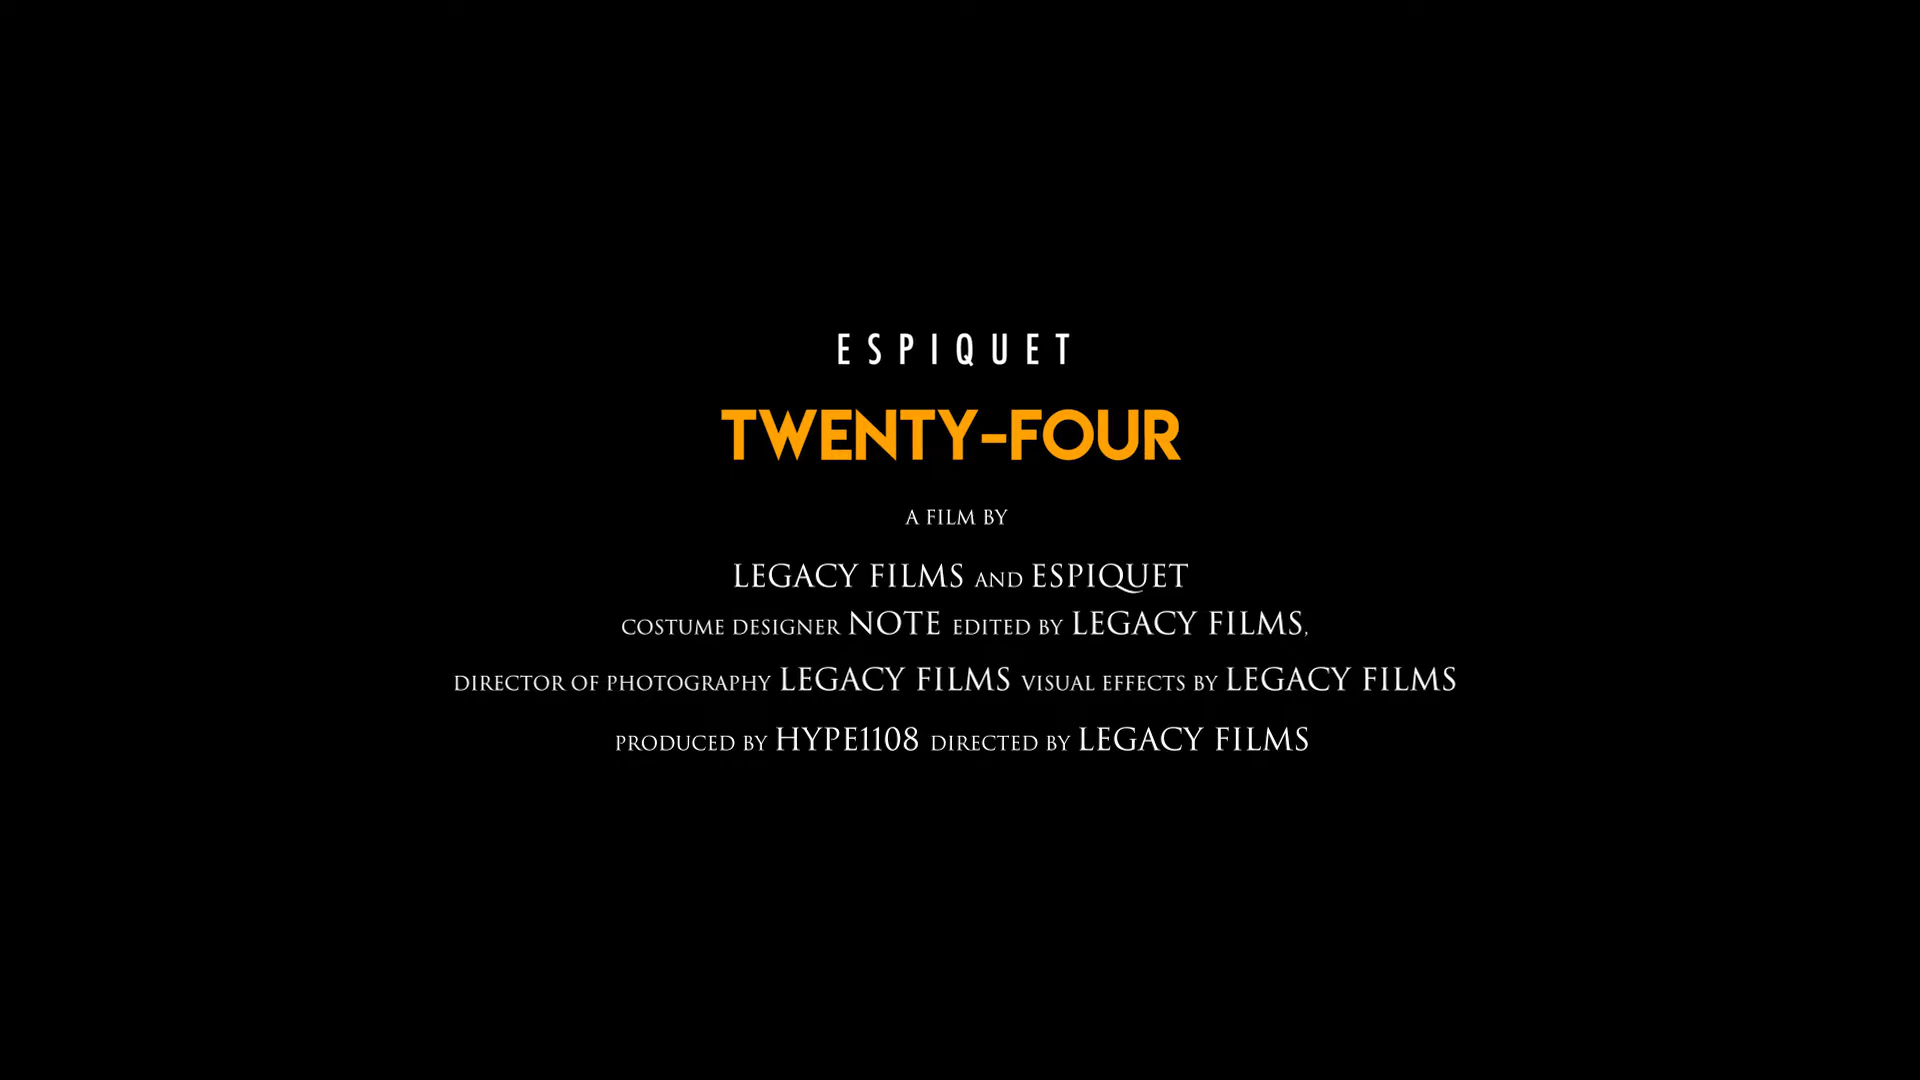 ESPIQUET
TWENTY-FOUR
A FILM BY
LEGACY FILMS AND ESPIQUET
COSTUME DESIGNER NOTE EDITED BY LEGACY FILMS,
DIRECTOR OF PHOTOGRAPHY LEGACY FILMS VISUAL EFFECTS BY LEGACY FILMS
PRODUCED BY HYPE1108 DIRECTED BY LEGACY FILMS